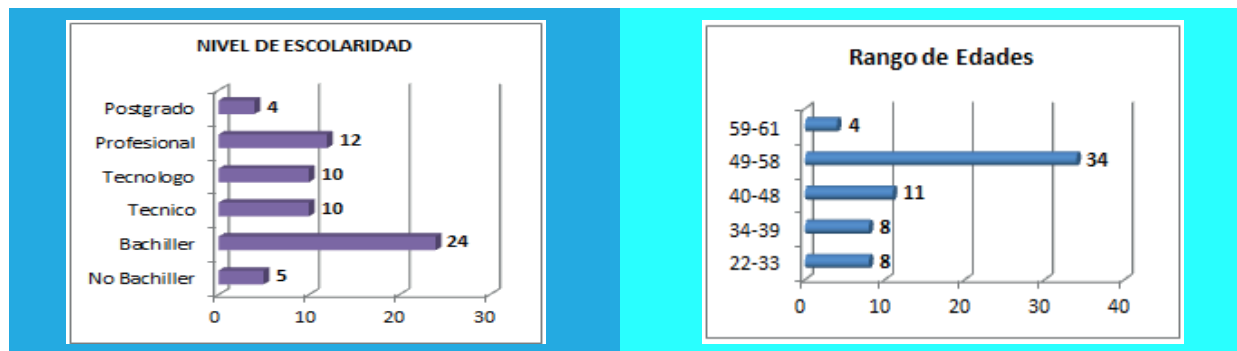 NIVEL DE ESCOLARIDAD
Postgrado 4
Profesional 12
Tecnologo 10
Tecnico 10
Bachiller 24
No Bachiller 5
0 10 20 30
Rango de Edades
59-61 4
49-58 34
40-48 11
34-39 8
22-33 8
0 10 20 30 40